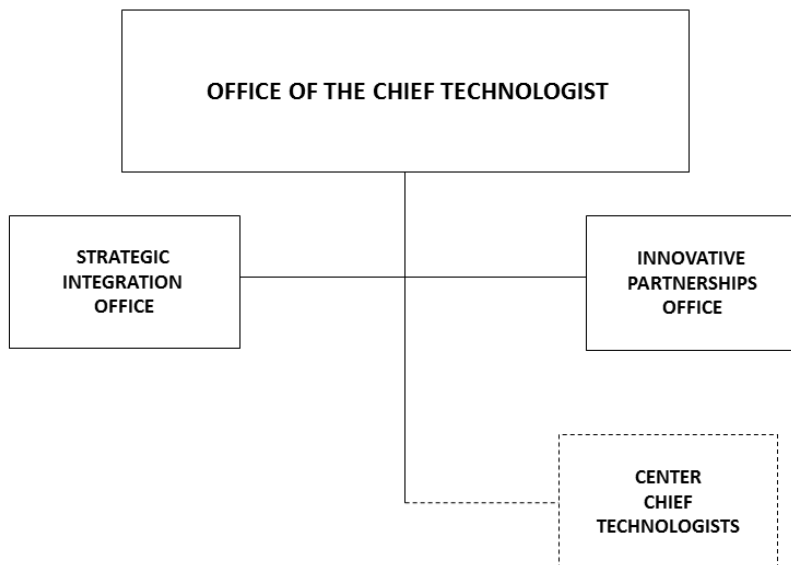 OFFICE OF THE CHIEF TECHNOLOGIST
STRATEGIC
INTEGRATION
OFFICE
INNOVATIVE
PARTNERSHIPS
OFFICE
CENTER
CHIEF
TECHNOLOGISTS